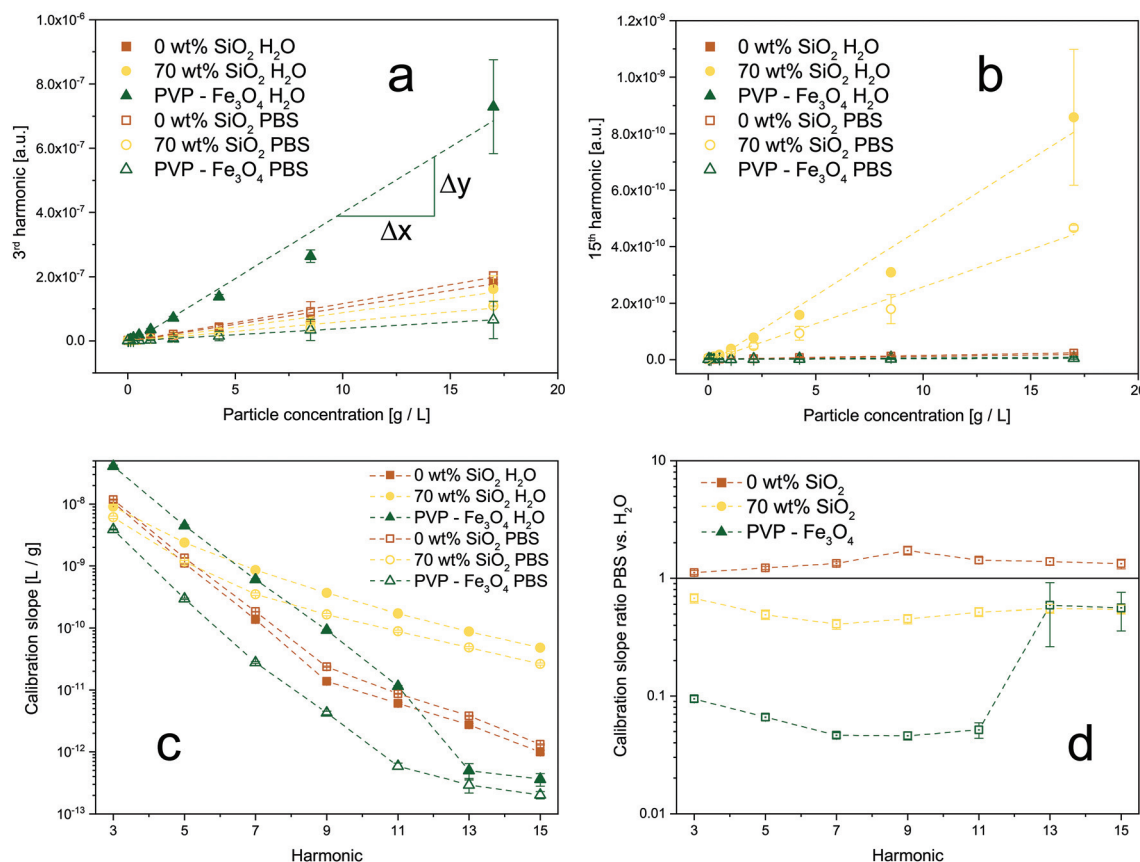 a
3rd harmonic [a.u.]
1.0x10-6
8.0x10-7
6.0x10-7
4.0x10-7
2.0x10-7
0.0
0 wt% SiO2 H2O
70 wt% SiO2 H2O
PVP - Fe3O4 H2O
0 wt% SiO2 PBS
70 wt% SiO2 PBS
PVP - Fe3O4 PBS
Δy
Δx
0 5 10 15 20
Particle concentration [g / L]
b
15th harmonic [a.u.]
1.2x10-9
1.0x10-9
8.0x10-10
6.0x10-10
4.0x10-10
2.0x10-10
0.0
0 wt% SiO2 H2O
70 wt% SiO2 H2O
PVP - Fe3O4 H2O
0 wt% SiO2 PBS
70 wt% SiO2 PBS
PVP - Fe3O4 PBS
0 5 10 15 20
Particle concentration [g / L]
c
Calibration slope [L / g]
10-8
10-9
10-10
10-11
10-12
10-13
0 wt% SiO2 H2O
70 wt% SiO2 H2O
PVP - Fe3O4 H2O
0 wt% SiO2 PBS
70 wt% SiO2 PBS
PVP - Fe3O4 PBS
3 5 7 9 11 13 15
Harmonic
d
Calibration slope ratio PBS vs. H2O
10
1
0.1
0.01
0 wt% SiO2
70 wt% SiO2
PVP - Fe3O4
3 5 7 9 11 13 15
Harmonic